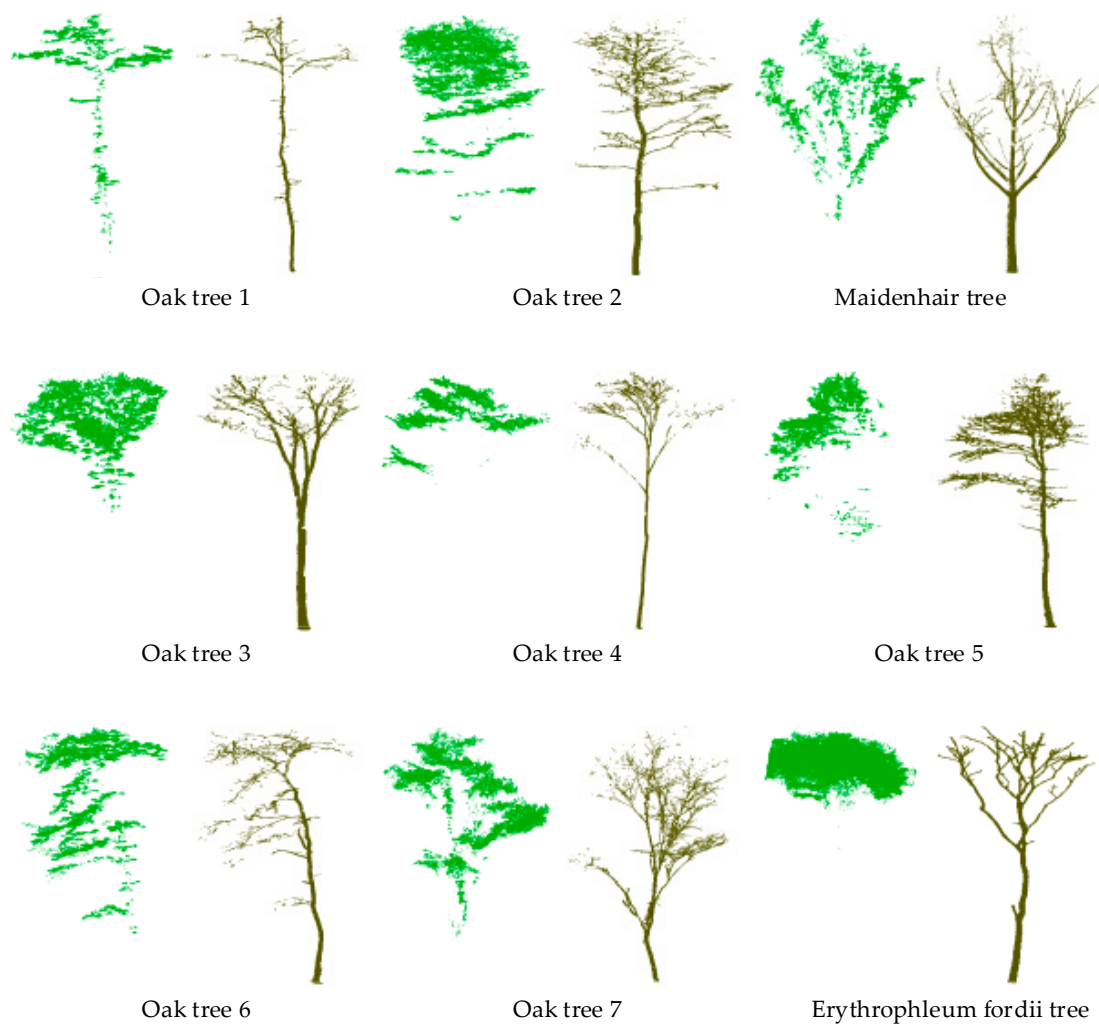 Oak tree 1
Oak tree 2
Maidenhair tree
Oak tree 3
Oak tree 4
Oak tree 5
Oak tree 6
Oak tree 7
Erythrophleum fordii tree